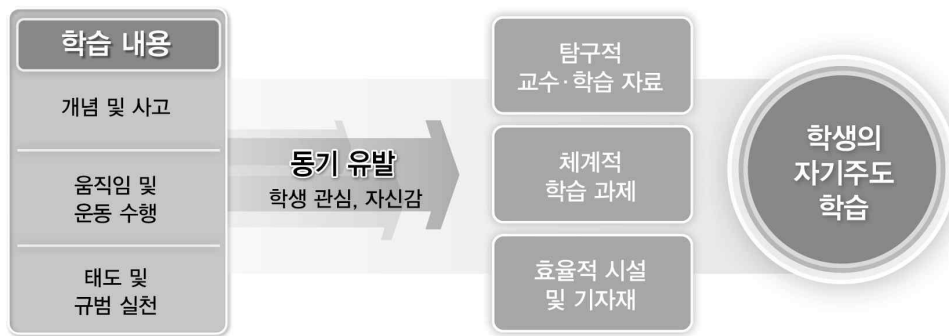 학습 내용
개념 및 사고
움직임 및
운동 수행
태도 및
규범 실천
동기 유발
학생 관심, 자신감
탐구적
교수·학습 자료
체계적
학습 과제
효율적 시설
및 기자재
학생의
자기주도
학습